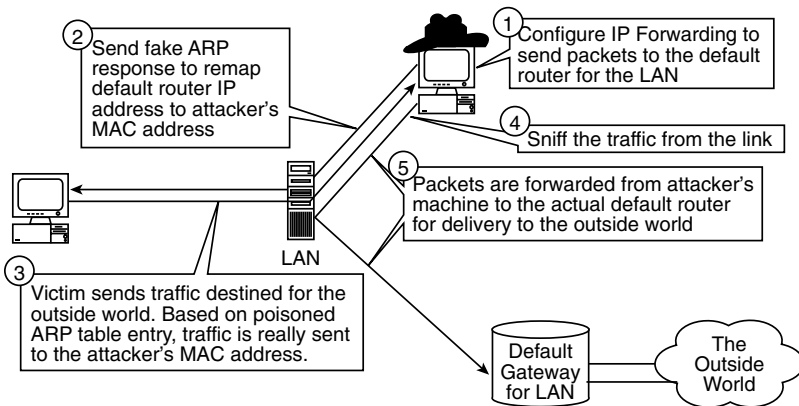 1
Configure IP Forwarding to
send packets to the default
router for the LAN
2
Send fake ARP
response to remap
default router IP
address to attacker's
MAC address
4
Sniff the traffic from the link
5
Packets are forwarded from attacker's
machine to the actual default router
for delivery to the outside world
LAN
3
Victim sends traffic destined for the
outside world. Based on poisoned
ARP table entry, traffic is really sent
to the attacker's MAC address.
Default
Gateway
for LAN
The
Outside
World